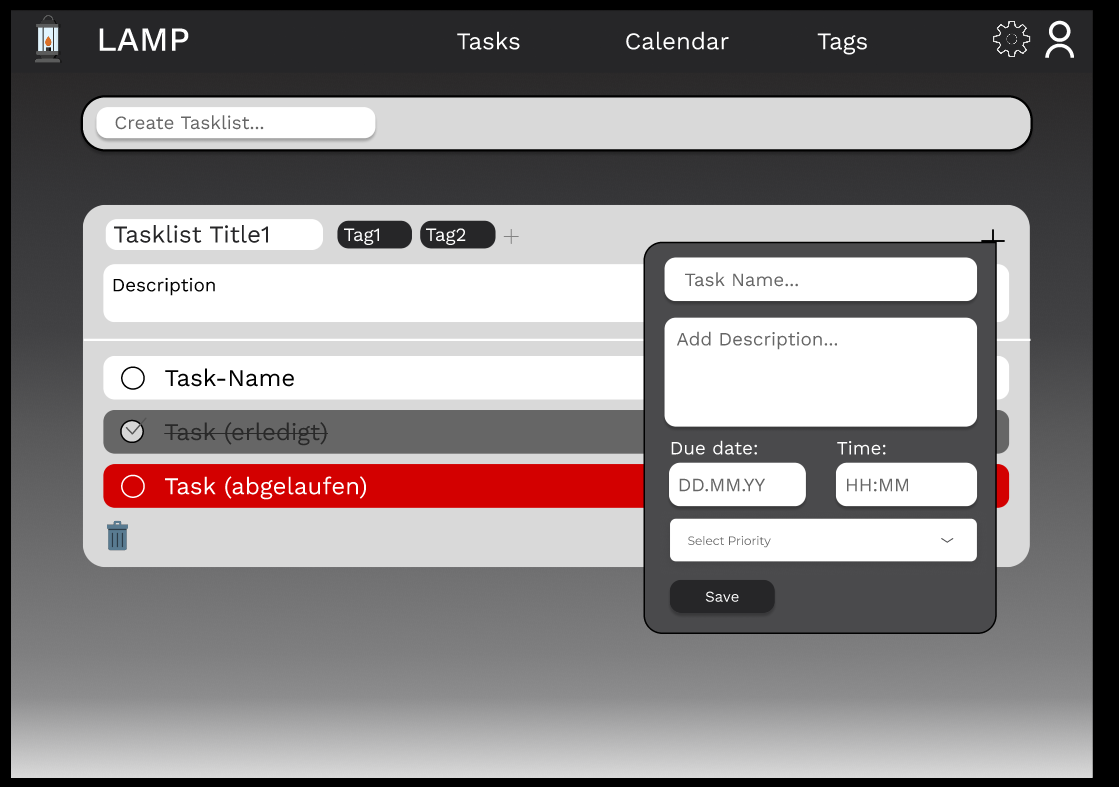 LAMP
Tasks
Calendar
Tags
Create Tasklist...
Tasklist Title1
Tag1
Tag2
Description
Task-Name
Task (erledigt)
Task (abgelaufen)
Task Name...
Add Description...
Due date:
Time:
DD.MM.YY
HH:MM
Select Priority
Save